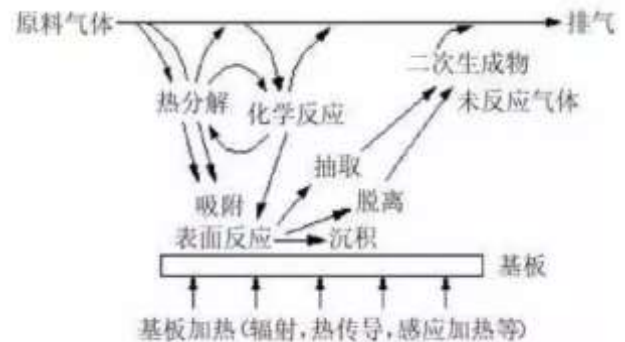 原料气体
排气
二次生成物
热分解
化学反应
未反应气体
抽取
吸附
脱离
表面反应
沉积
基板
基板加热(辐射,热传导,感应加热等)